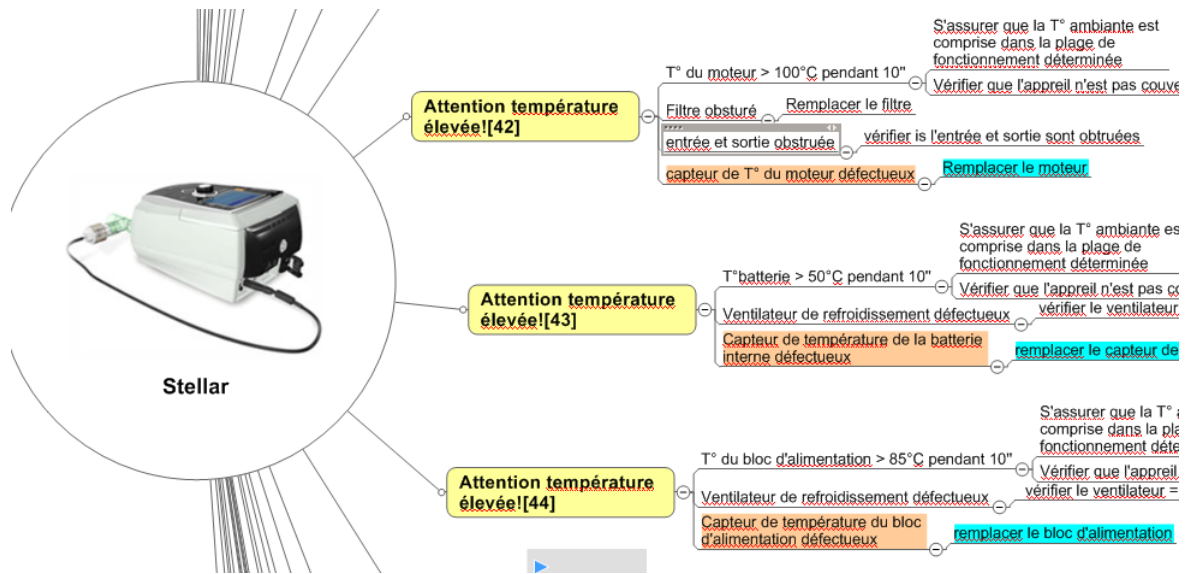 S'assurer que la T° ambiante est
comprise dans la plage de
fonctionnement déterminée
T° du moteur > 100°C pendant 10"
Vérifier que l'appreil n'est pas
Attention température
élevée![42]
Filtre obsturé
Remplacer le filtre
entrée et sortie obstruée
vérifier is l'entrée et sortie sont obtruées
capteur de T° du moteur défectueux
Remplacer le moteur
S'assurer que la T° ambiante
comprise dans la plage de
fonctionnement déterminée
T°batterie > 50°C pendant 10"
Vérifier que l'appreil n'est pas
Attention température
élevée![43]
Ventilateur de refroidissement défectueux
vérifier le ventilateur
Capteur de température de la batterie
interne défectueux
remplacer le capteur de
Stellar
S'assurer que la T°
comprise dans la
fonctionnement
T° du bloc d'alimentation > 85°C pendant 10"
Vérifier que l'appreil
Attention température
élevée![44]
Ventilateur de refroidissement défectueux
vérifier le ventilateur =
Capteur de température du bloc
d'alimentation défectueux
remplacer le bloc d'alimentation